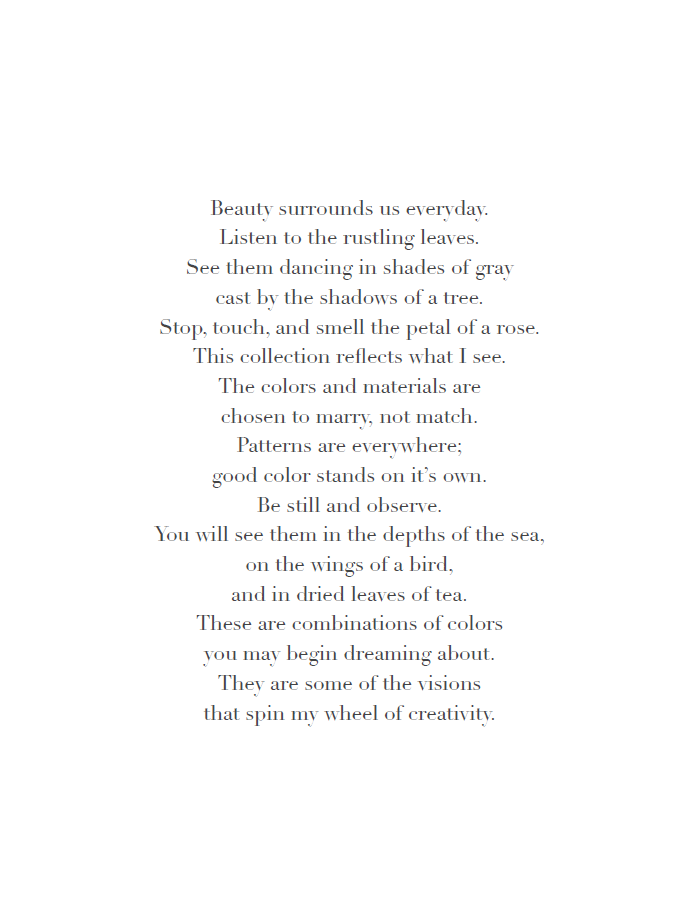 Beauty surrounds us everyday.
Listen to the rustling leaves.
See them dancing in shades of gray
cast by the shadows of a tree.
Stop, touch, and smell the petal of a rose.
This collection reflects what I see.
The colors and materials are
chosen to marry, not match.
Patterns are everywhere;
good color stands on it’s own.
Be still and observe.
You will see them in the depths of the sea,
on the wings of a bird,
and in dried leaves of tea.
These are combinations of colors
you may begin dreaming about.
They are some of the visions
that spin my wheel of creativity.